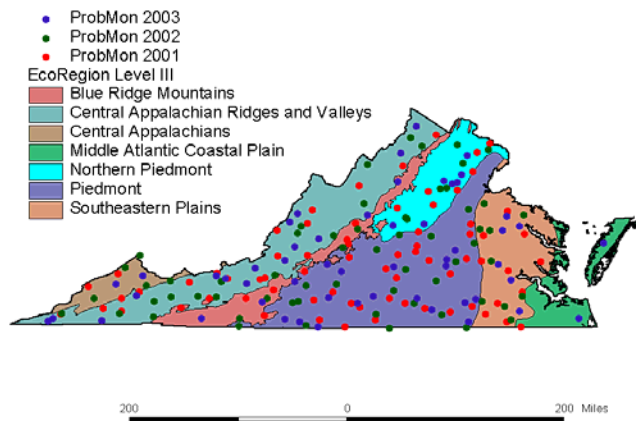 ProbMon 2003
ProbMon 2002
ProbMon 2001
EcoRegion Level III
Blue Ridge Mountains
Central Appalachian Ridges and Valleys
Central Appalachians
Middle Atlantic Coastal Plain
Northern Piedmont
Piedmont
Southeastern Plains
200 0 200 Miles